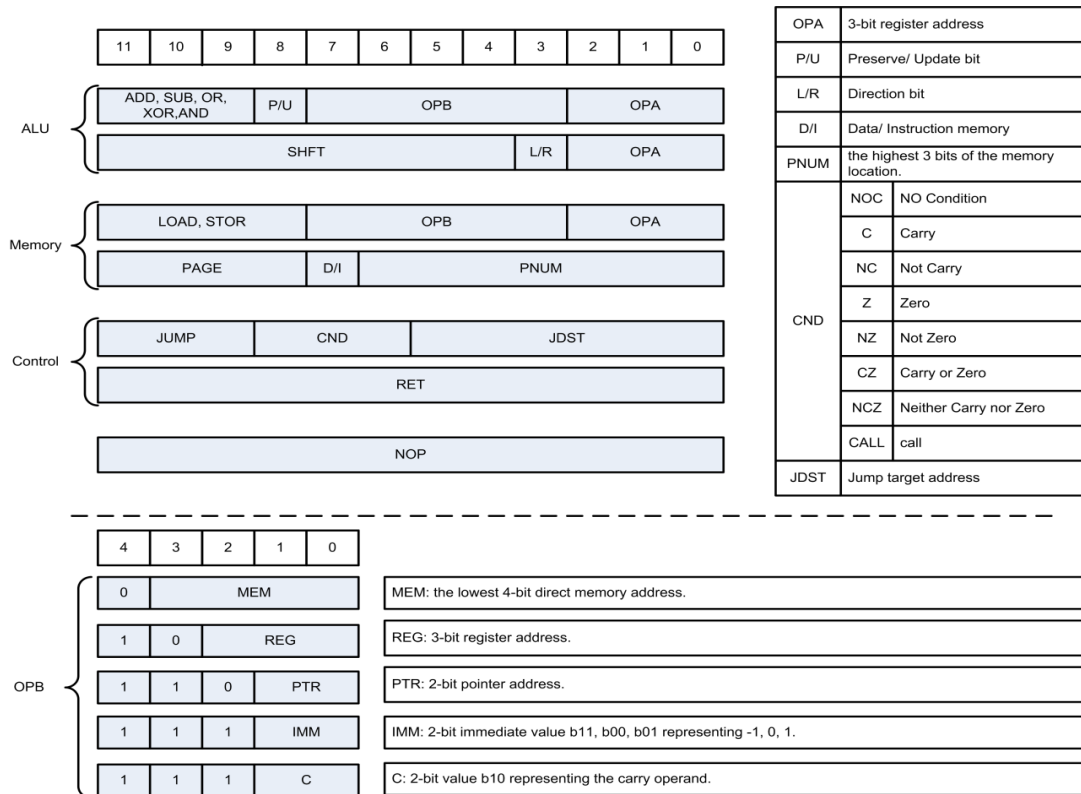 11 10 9 8 7 6 5 4 3 2 1 0
ALU
ADD, SUB, OR,
XOR,AND
P/U OPB OPA
SHFT L/R OPA
Memory
LOAD, STOR OPB OPA
PAGE D/I PNUM
Control
JUMP CND JDST
RET
NOP
OPA 3-bit register address
P/U Preserve/ Update bit
L/R Direction bit
D/I Data/ Instruction memory
PNUM the highest 3 bits of the memory
location.
CND
NOC NO Condition
C Carry
NC Not Carry
Z Zero
NZ Not Zero
CZ Carry or Zero
NCZ Neither Carry nor Zero
CALL call
JDST Jump target address
4 3 2 1 0
OPB
0 MEM MEM: the lowest 4-bit direct memory address.
1 0 REG REG: 3-bit register address.
1 1 0 PTR PTR: 2-bit pointer address.
1 1 1 IMM IMM: 2-bit immediate value b11, b00, b01 representing -1, 0, 1.
1 1 1 C C: 2-bit value b10 representing the carry operand.